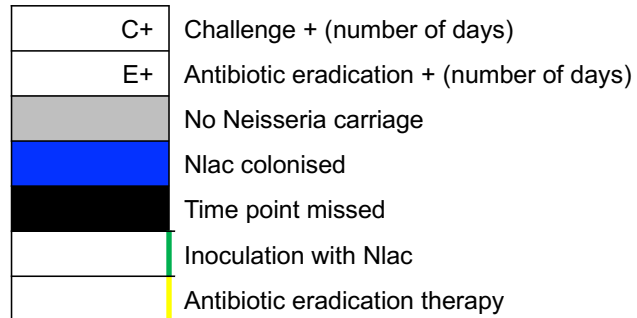 C+ Challenge + (number of days)
E+ Antibiotic eradication + (number of days)
No Neisseria carriage
Nlac colonised
Time point missed
Inoculation with Nlac
Antibiotic eradication therapy